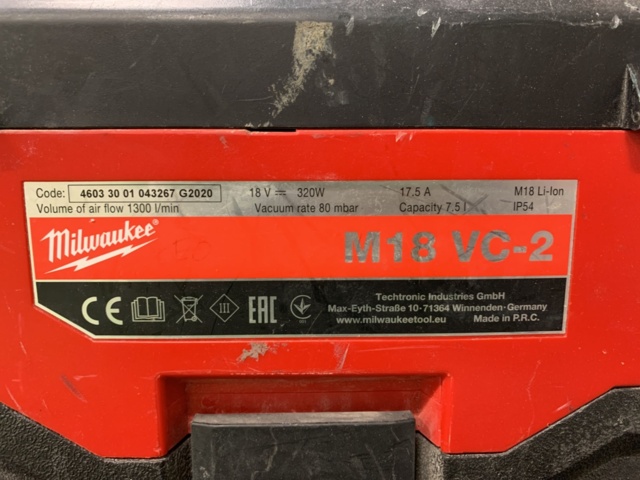 Code: 4603 30 01 043267 G2020 18 V 320W 17.5 A M18 Li-Ion
Volume of air flow 1300 l/min Vacuum rate 80 mbar Capacity 7.5 l IP54
Milwaukee® M18 VC-2
CE III EAC
Techtronic Industries GmbH
Max-Eyth-Straße 10 · 71364 Winnenden · Germany
www.milwaukeetool.eu Made in P.R.C.